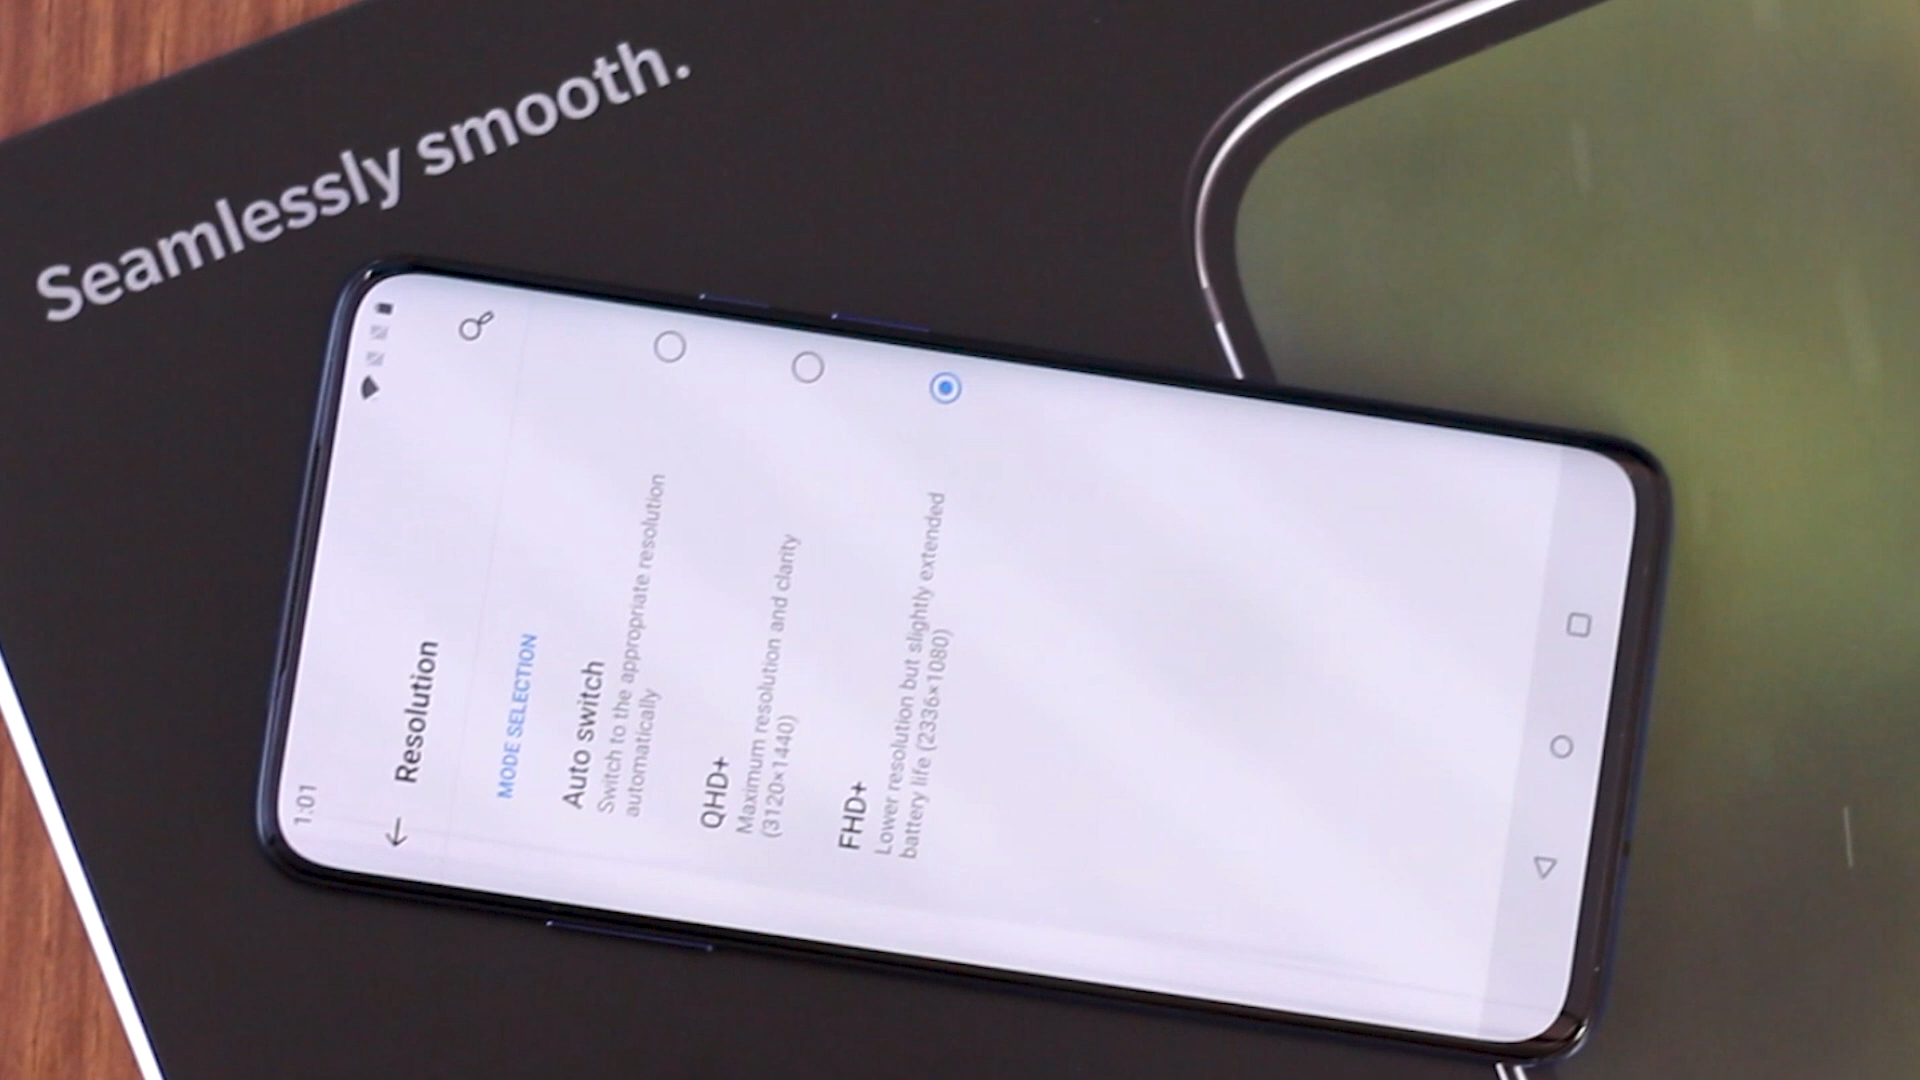 Seamlessly smooth.
1:01
Resolution
MODE SELECTION
Auto switch
Switch to the appropriate resolution
automatically
QHD+
Maximum resolution and clarity
(3120×1440)
FHD+
Lower resolution but slightly extended
battery life (2336×1080)